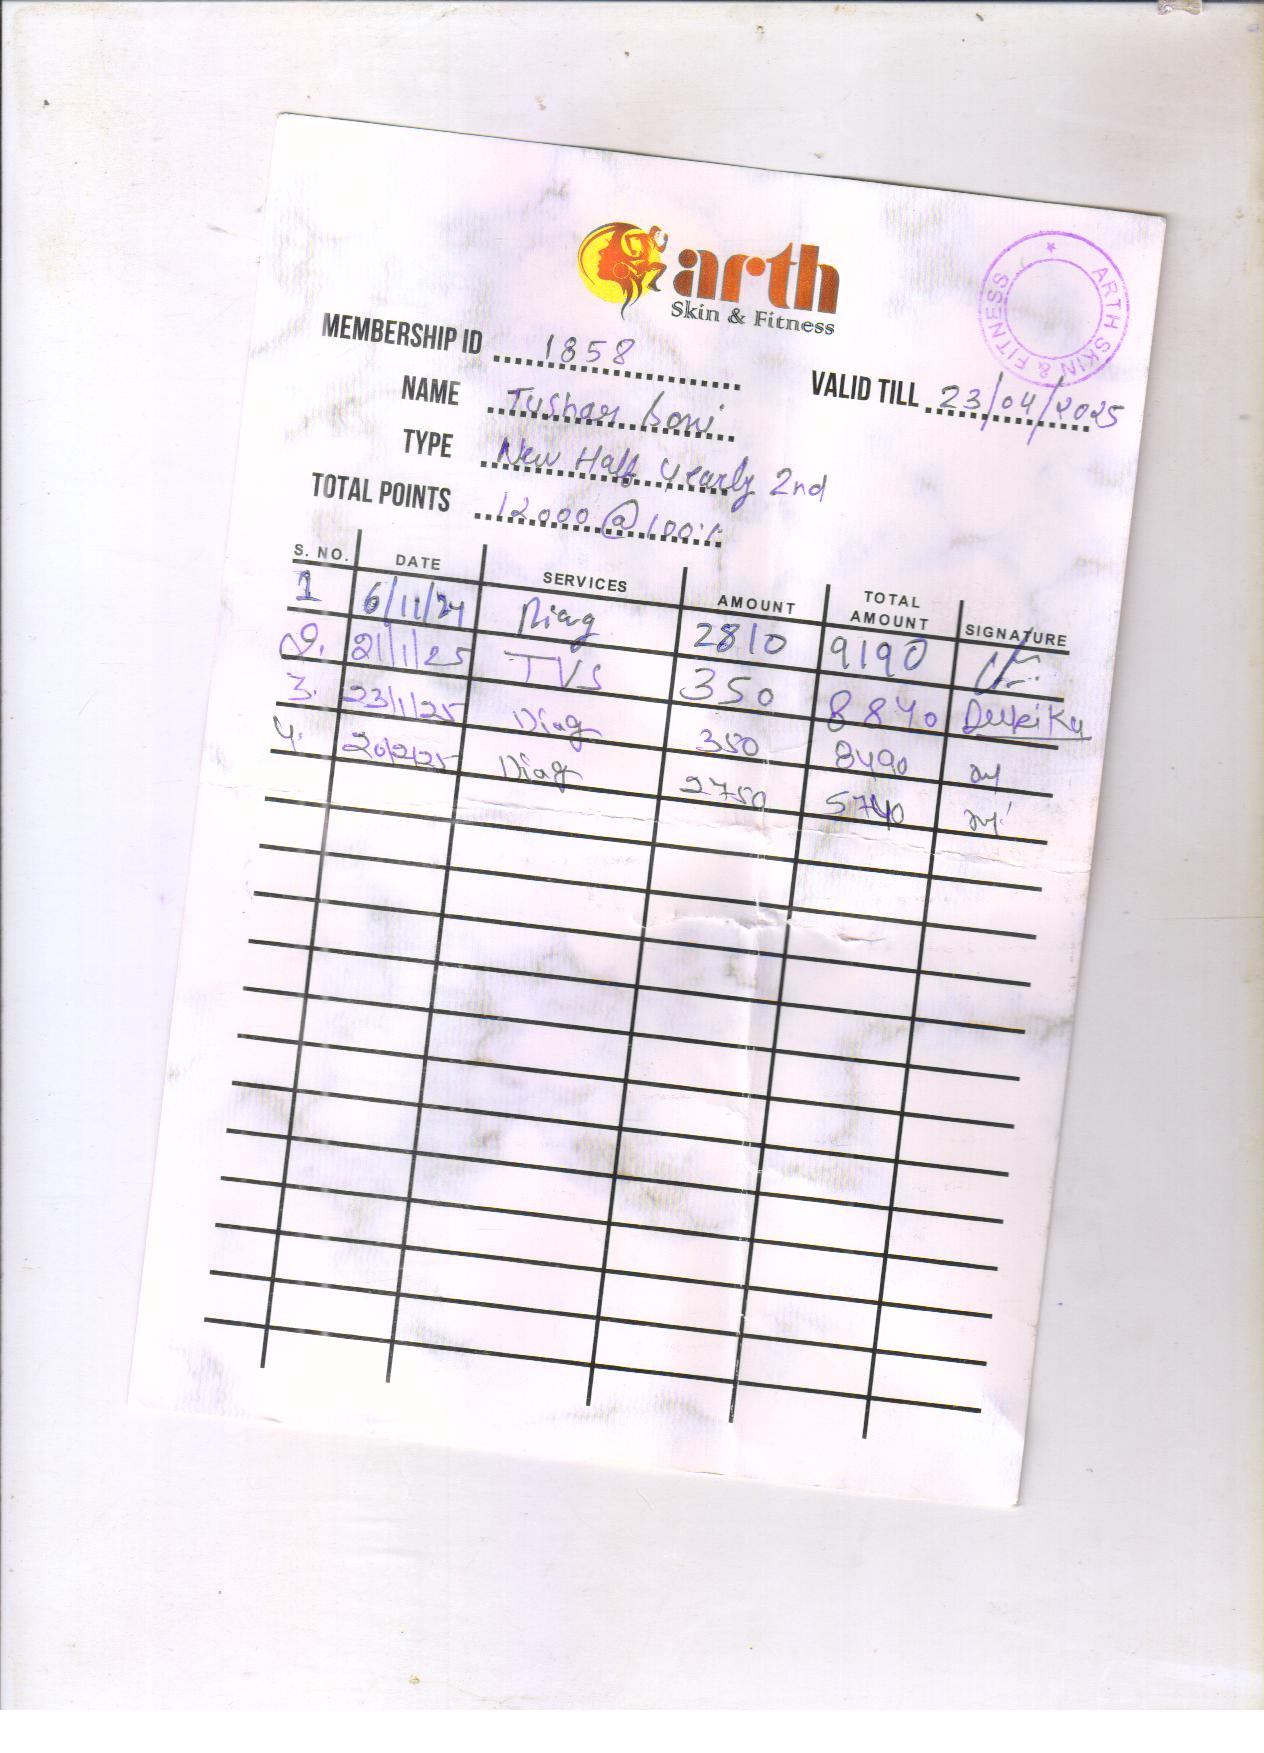 arth
Skin & Fitness
ARTH SKIN & FITNESS
MEMBERSHIP ID 1858
VALID TILL 23/04/2025
NAME Tushar Soni
TYPE New Half Yearly 2nd
TOTAL POINTS 12000 @ 100%
S. NO. DATE SERVICES AMOUNT TOTAL AMOUNT SIGNATURE
1 6/11/24 Diag 2810 9190
2. 21/1/25 TVS 350 8840
3. 23/1/25 Diag 350 8490
4. 20/2/25 Diag 2750 5740